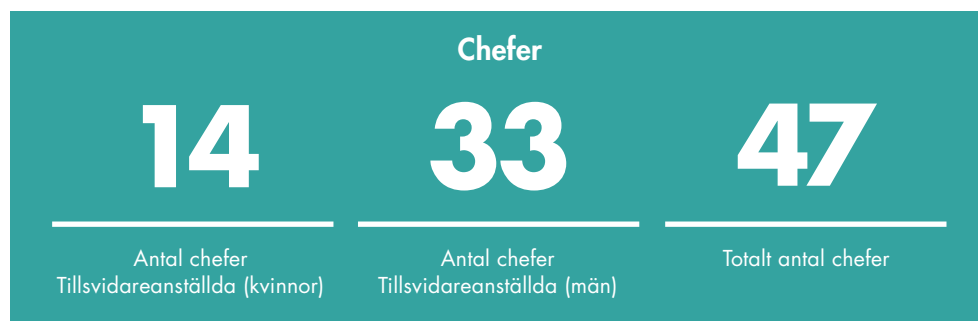 Chefer
14
33
47
Antal chefer
Tillsvidareanställda (kvinnor)
Antal chefer
Tillsvidareanställda (män)
Totalt antal chefer